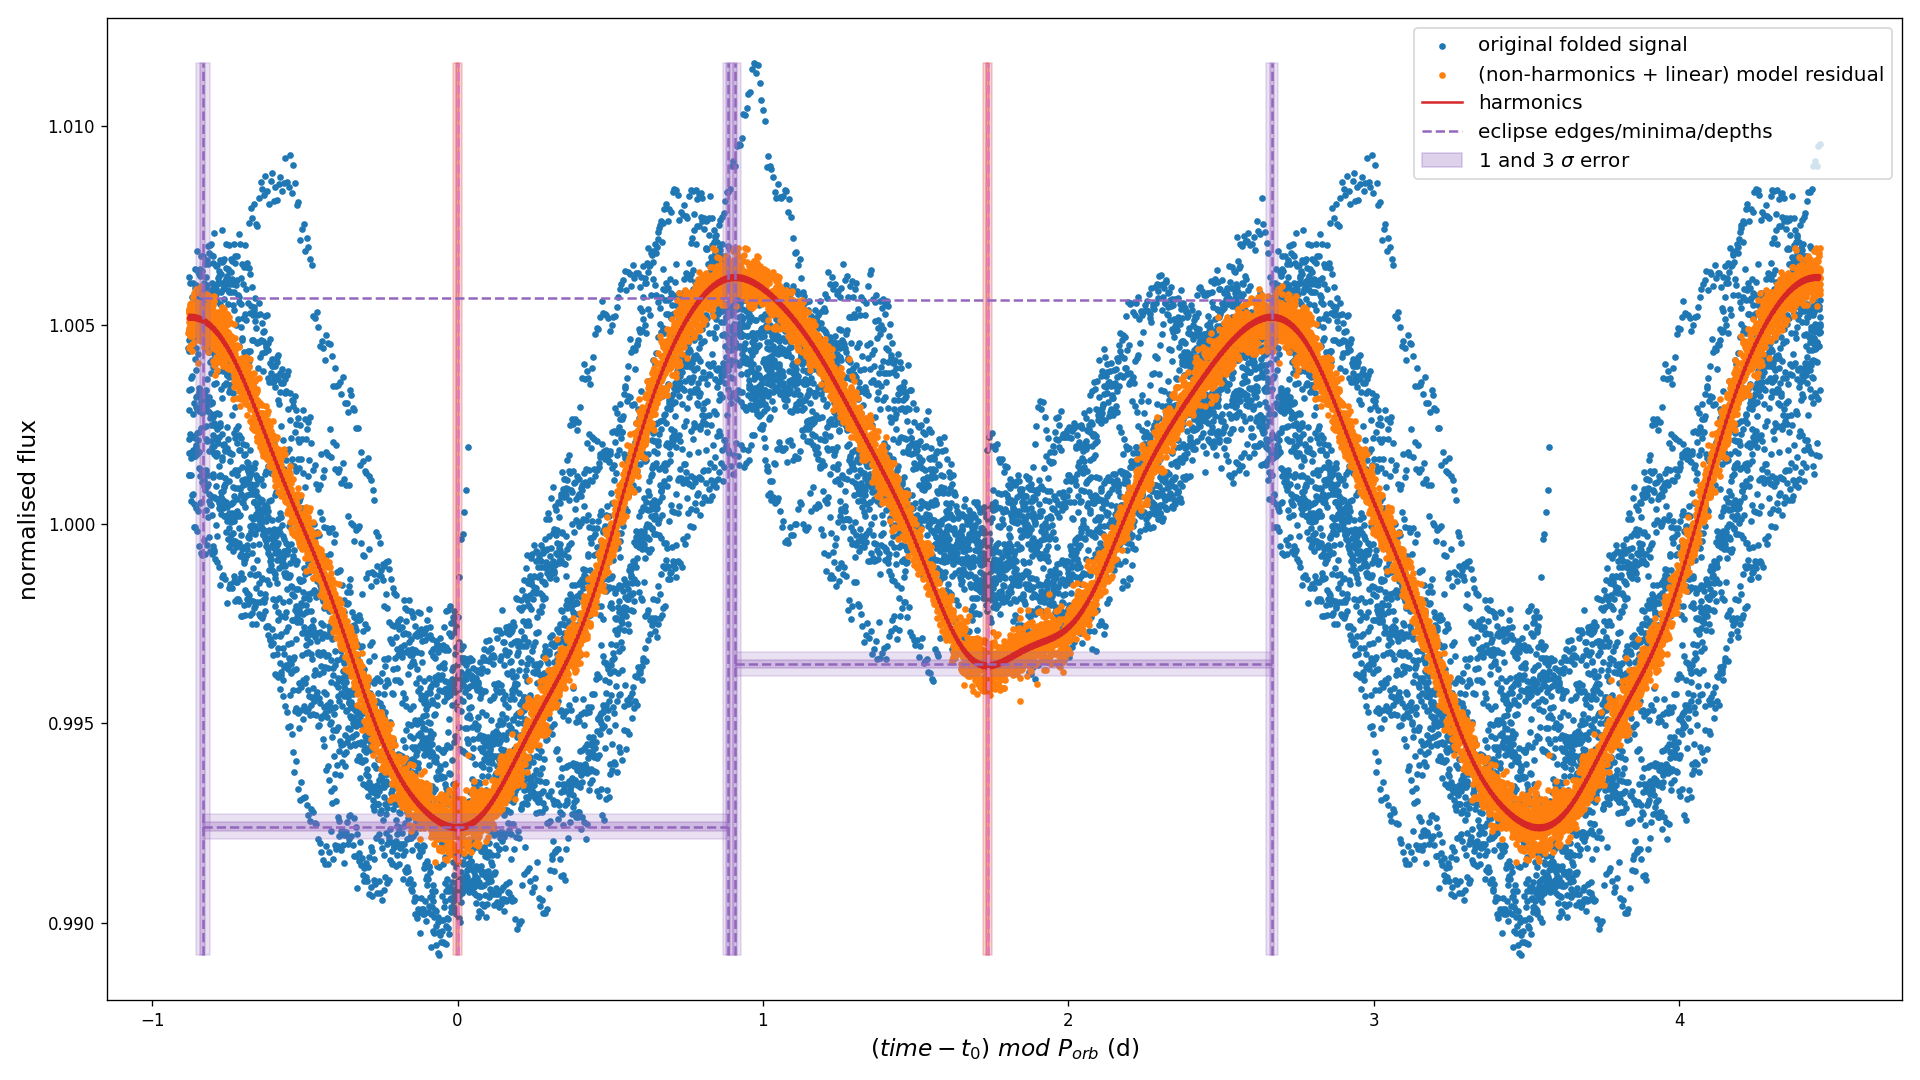 original folded signal
(non-harmonics + linear) model residual
harmonics
eclipse edges/minima/depths
1 and 3 σ error
1.010
1.005
1.000
0.995
0.990
normalised flux
−1 0 1 2 3 4
(time − t₀) mod P_orb (d)